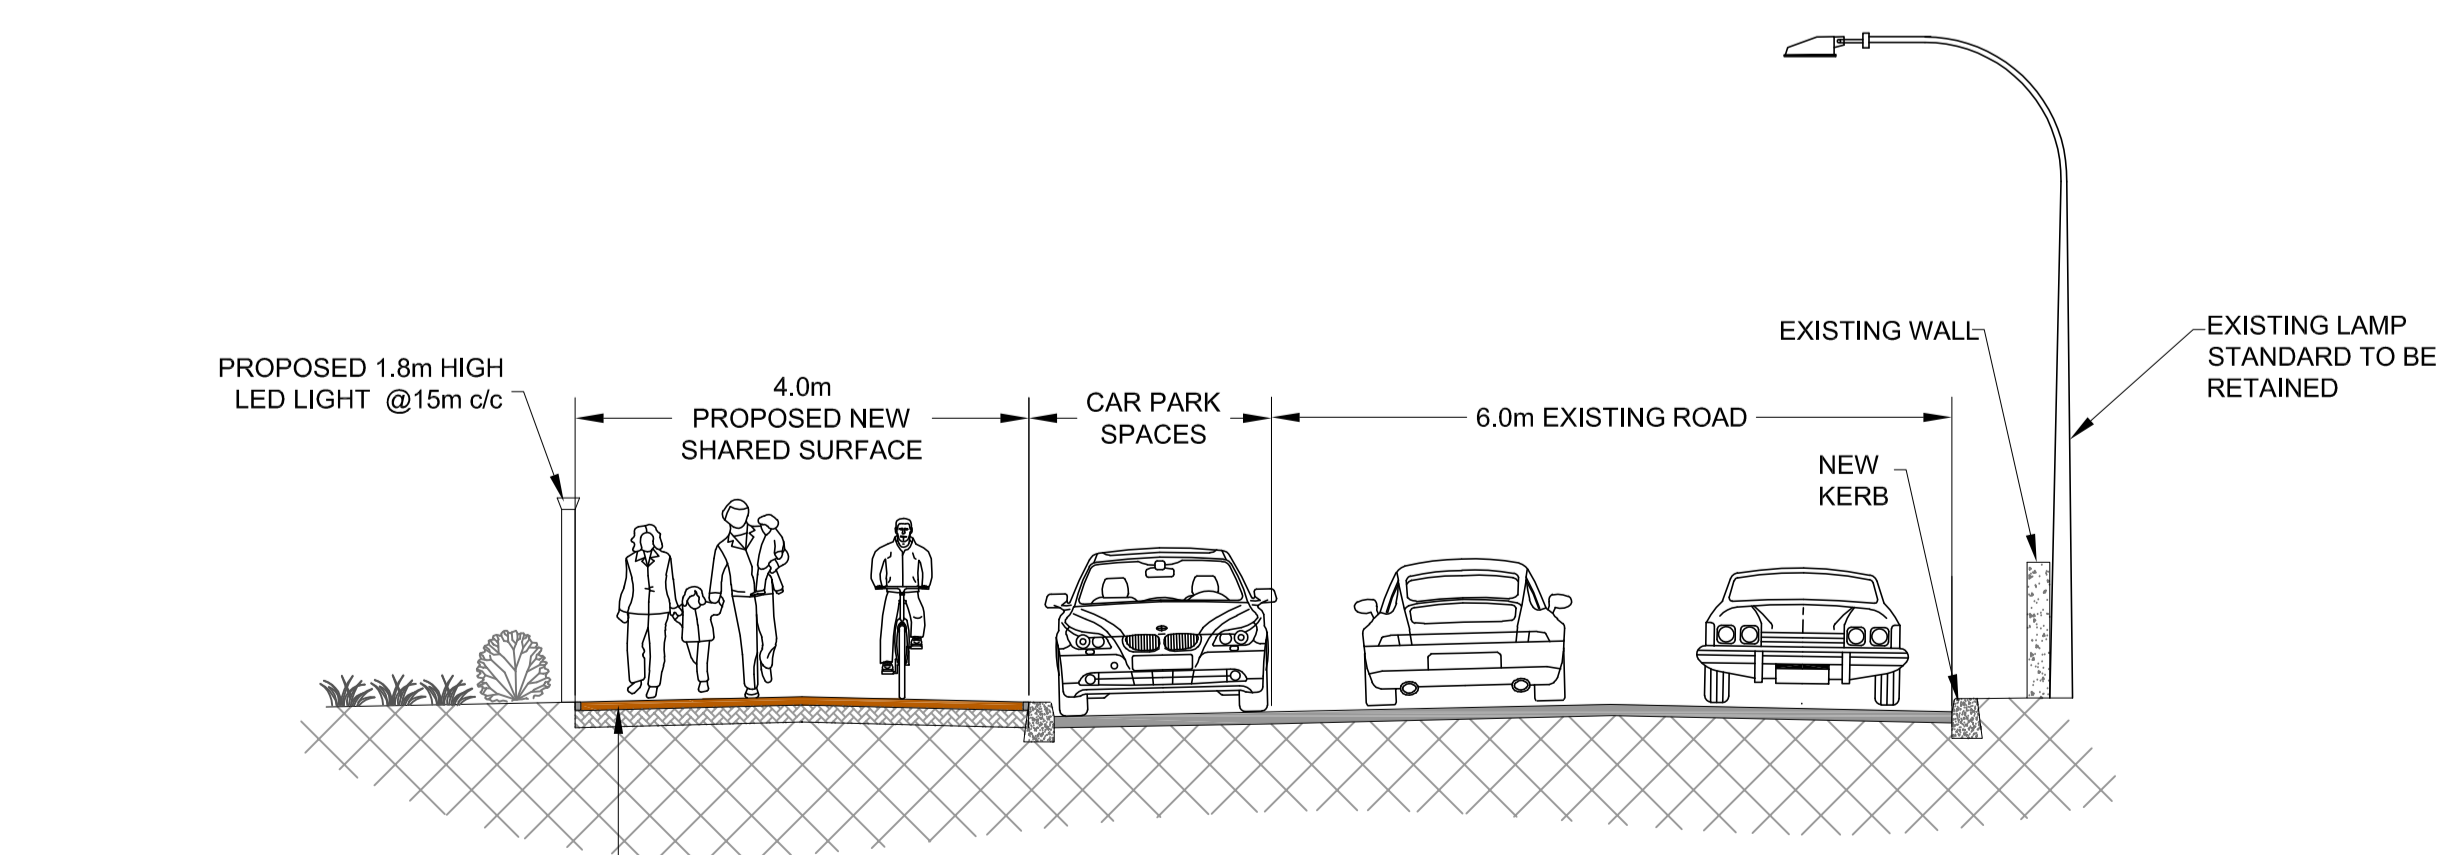 PROPOSED 1.8m HIGH
LED LIGHT @15m c/c
4.0m
PROPOSED NEW
SHARED SURFACE
CAR PARK
SPACES
6.0m EXISTING ROAD
NEW
KERB
EXISTING WALL
EXISTING LAMP
STANDARD TO BE
RETAINED